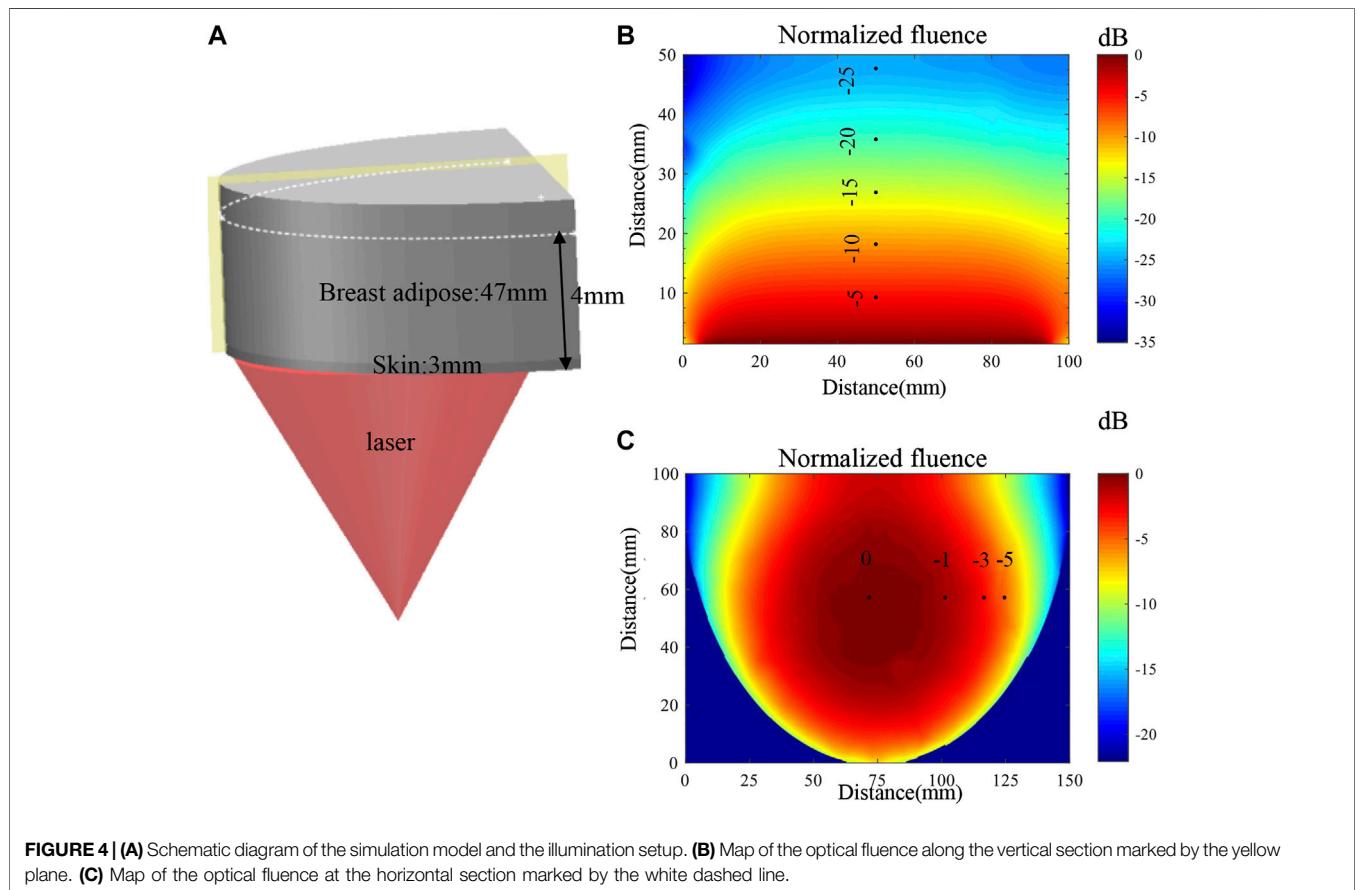 A
Breast adipose:47mm
4mm
Skin:3mm
laser
B
Normalized fluence
dB
Distance(mm)
50
40
30
20
10
0
20
40
60
80
100
Distance(mm)
-25
-20
-15
-10
-5
0
-5
-10
-15
-20
-25
-30
-35
C
Normalized fluence
dB
Distance(mm)
100
80
60
40
20
0
0
25
50
75
100
125
150
Distance(mm)
0
-1
-3
-5
0
-5
-10
-15
-20
FIGURE 4 | (A) Schematic diagram of the simulation model and the illumination setup. (B) Map of the optical fluence along the vertical section marked by the yellow
plane. (C) Map of the optical fluence at the horizontal section marked by the white dashed line.